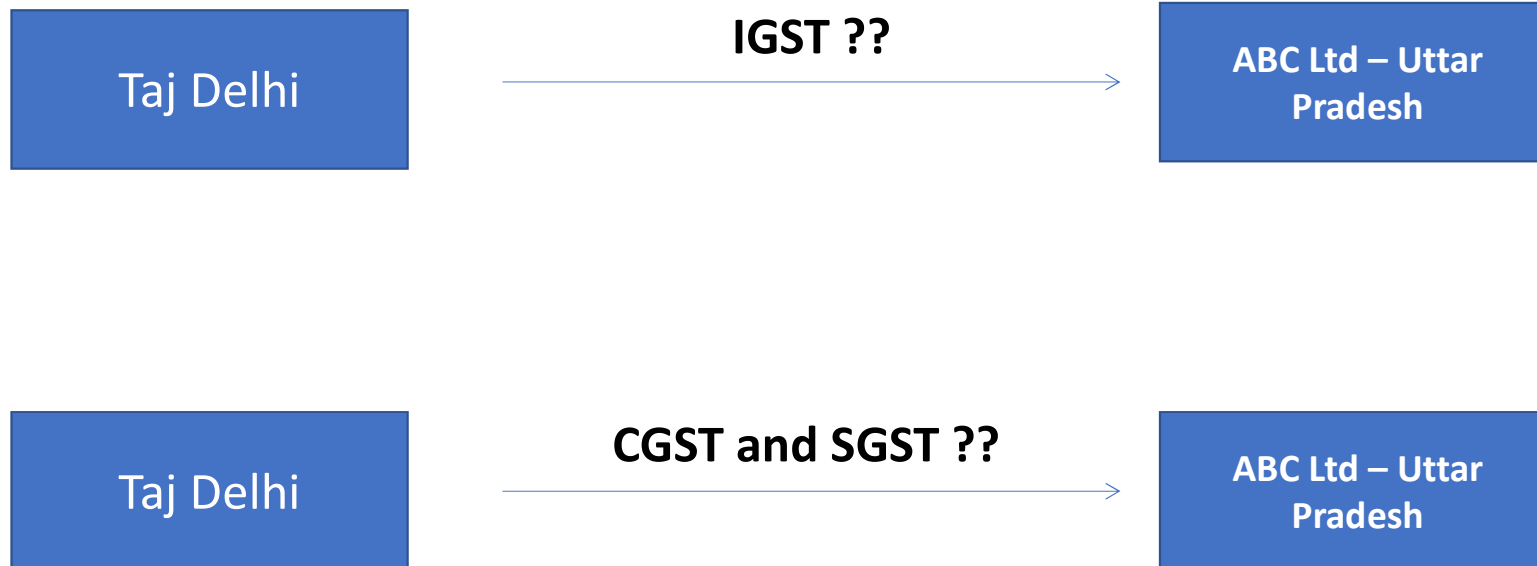 IGST ??
Taj Delhi
ABC Ltd – Uttar
Pradesh
CGST and SGST ??
Taj Delhi
ABC Ltd – Uttar
Pradesh